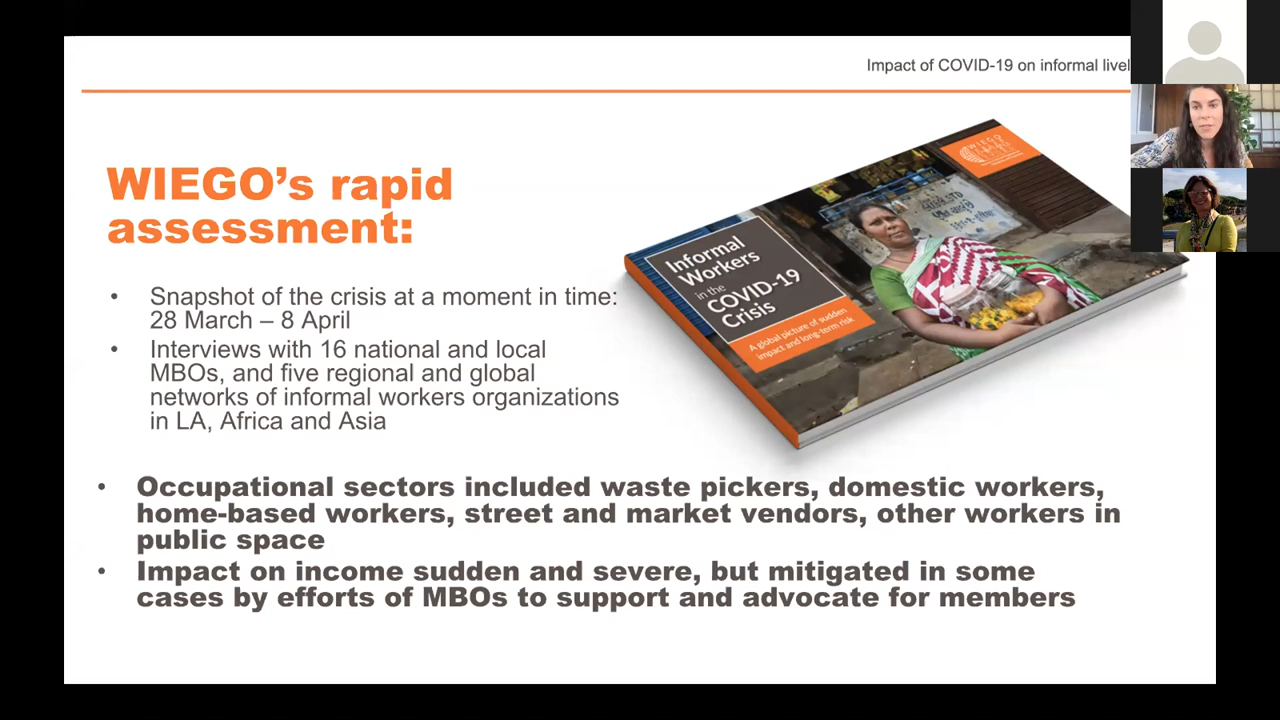 Impact of COVID-19 on informal livel
WIEGO’s rapid
assessment:
• Snapshot of the crisis at a moment in time:
28 March – 8 April
• Interviews with 16 national and local
MBOs, and five regional and global
networks of informal workers organizations
in LA, Africa and Asia
• Occupational sectors included waste pickers, domestic workers,
home-based workers, street and market vendors, other workers in
public space
• Impact on income sudden and severe, but mitigated in some
cases by efforts of MBOs to support and advocate for members
WIEGO
Informal
Workers
in the
COVID-19
Crisis
A global picture of sudden
impact and long-term risk